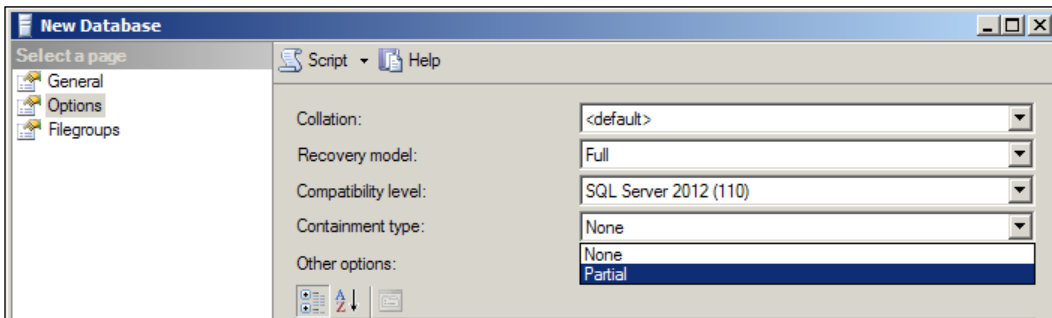 New Database
Select a page
General
Options
Filegroups
Script Help
Collation: <default>
Recovery model: Full
Compatibility level: SQL Server 2012 (110)
Containment type: None
None
Partial
Other options: